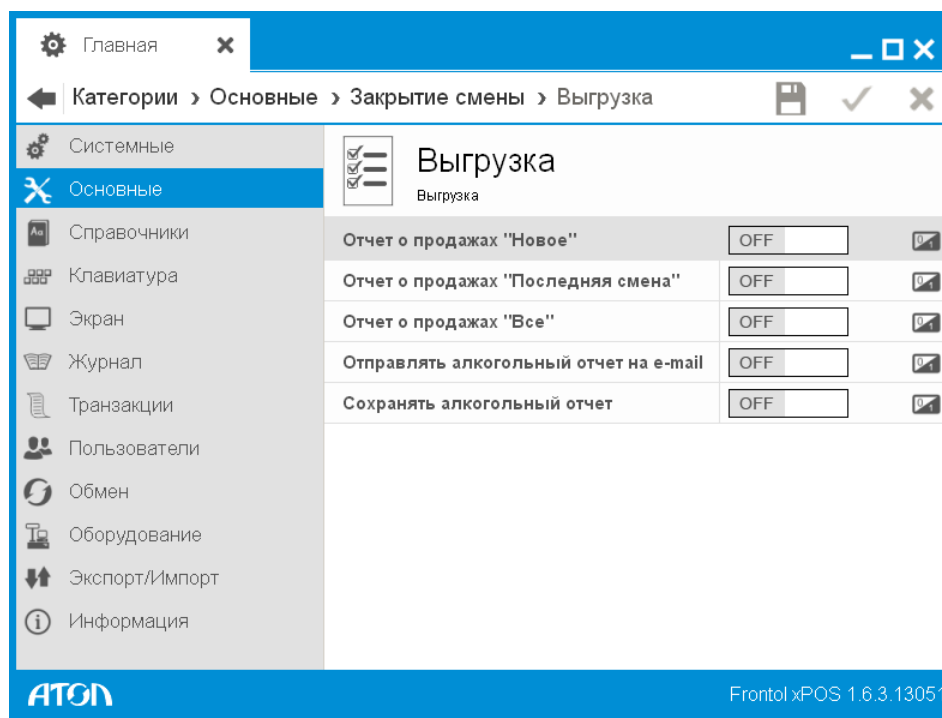 Главная
Категории › Основные › Закрытие смены › Выгрузка
Системные
Основные
Справочники
Клавиатура
Экран
Журнал
Транзакции
Пользователи
Обмен
Оборудование
Экспорт/Импорт
Информация
Выгрузка
Выгрузка
Отчет о продажах "Новое" OFF
Отчет о продажах "Последняя смена" OFF
Отчет о продажах "Все" OFF
Отправлять алкогольный отчет на e-mail OFF
Сохранять алкогольный отчет OFF
ATOL Frontol xPOS 1.6.3.13051